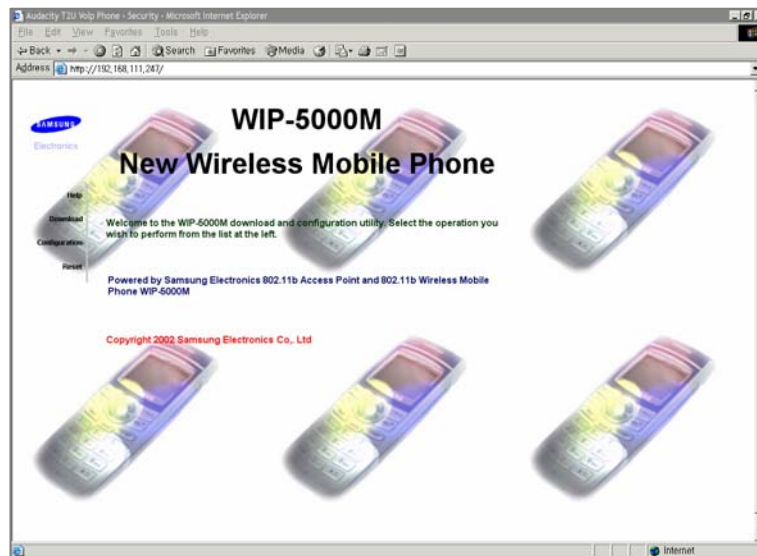 Audacity T2U Voip Phone - Security - Microsoft Internet Explorer
File Edit View Favorites Tools Help
Back Search Favorites Media
Address http://192,168,111,247/
SAMSUNG
Electronics
WIP-5000M
New Wireless Mobile Phone
Help
Download
Configuration
Reset
Welcome to the WIP-5000M download and configuration utility. Select the operation you
wish to perform from the list at the left.
Powered by Samsung Electronics 802.11b Access Point and 802.11b Wireless Mobile
Phone WIP-5000M
Copyright 2002 Samsung Electronics Co,. Ltd
Internet